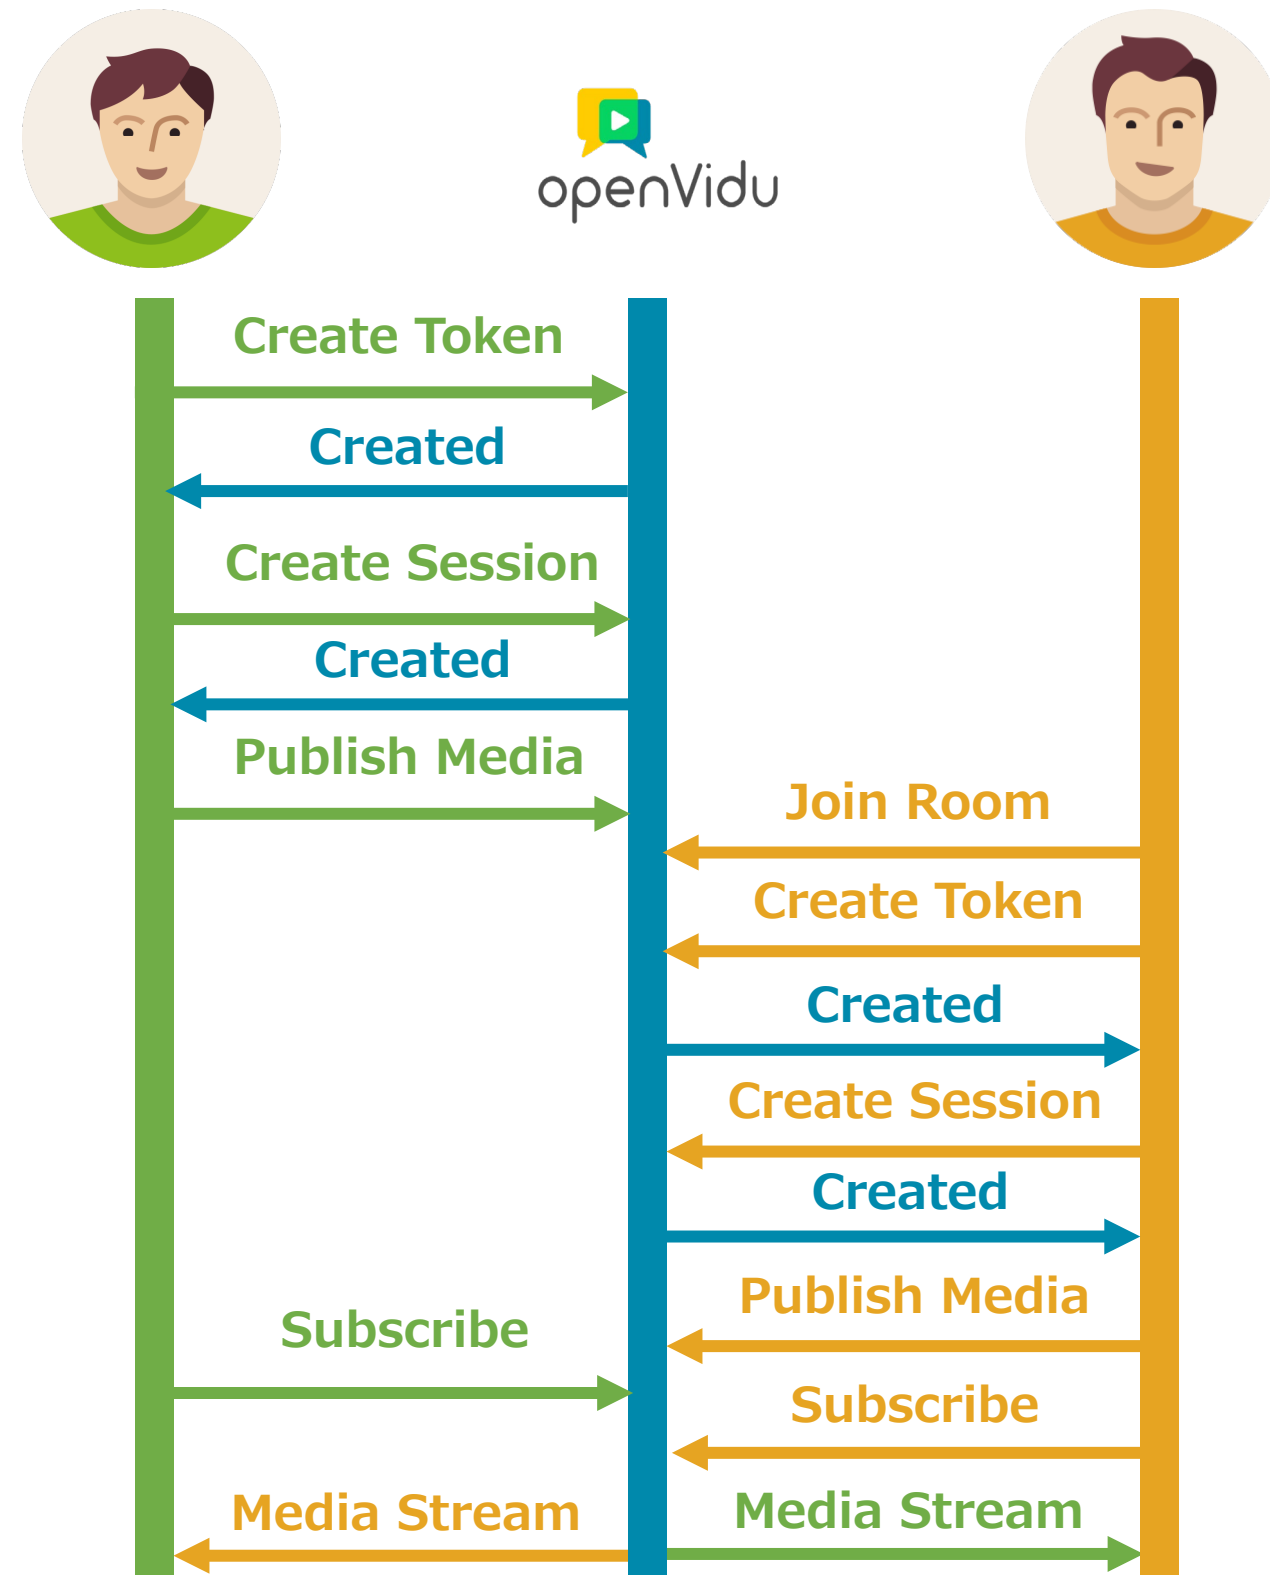 openVidu
Create Token
Created
Create Session
Created
Publish Media
Join Room
Create Token
Created
Create Session
Created
Publish Media
Subscribe
Subscribe
Media Stream
Media Stream